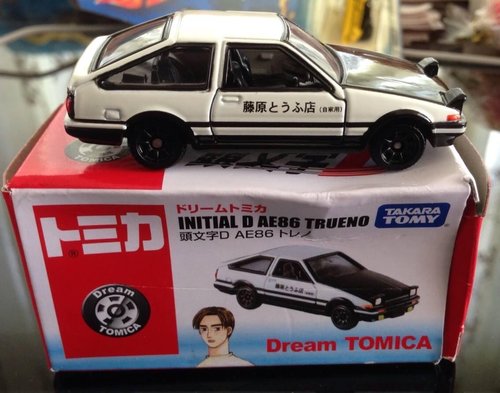 藤原とうふ店 (自家用)
トミカ
®
ドリームトミカ
INITIAL D AE86 TRUENO
頭文字D AE86 トレノ
TAKARA
TOMY
藤原とうふ店
Dream
TOMICA
Dream TOMICA